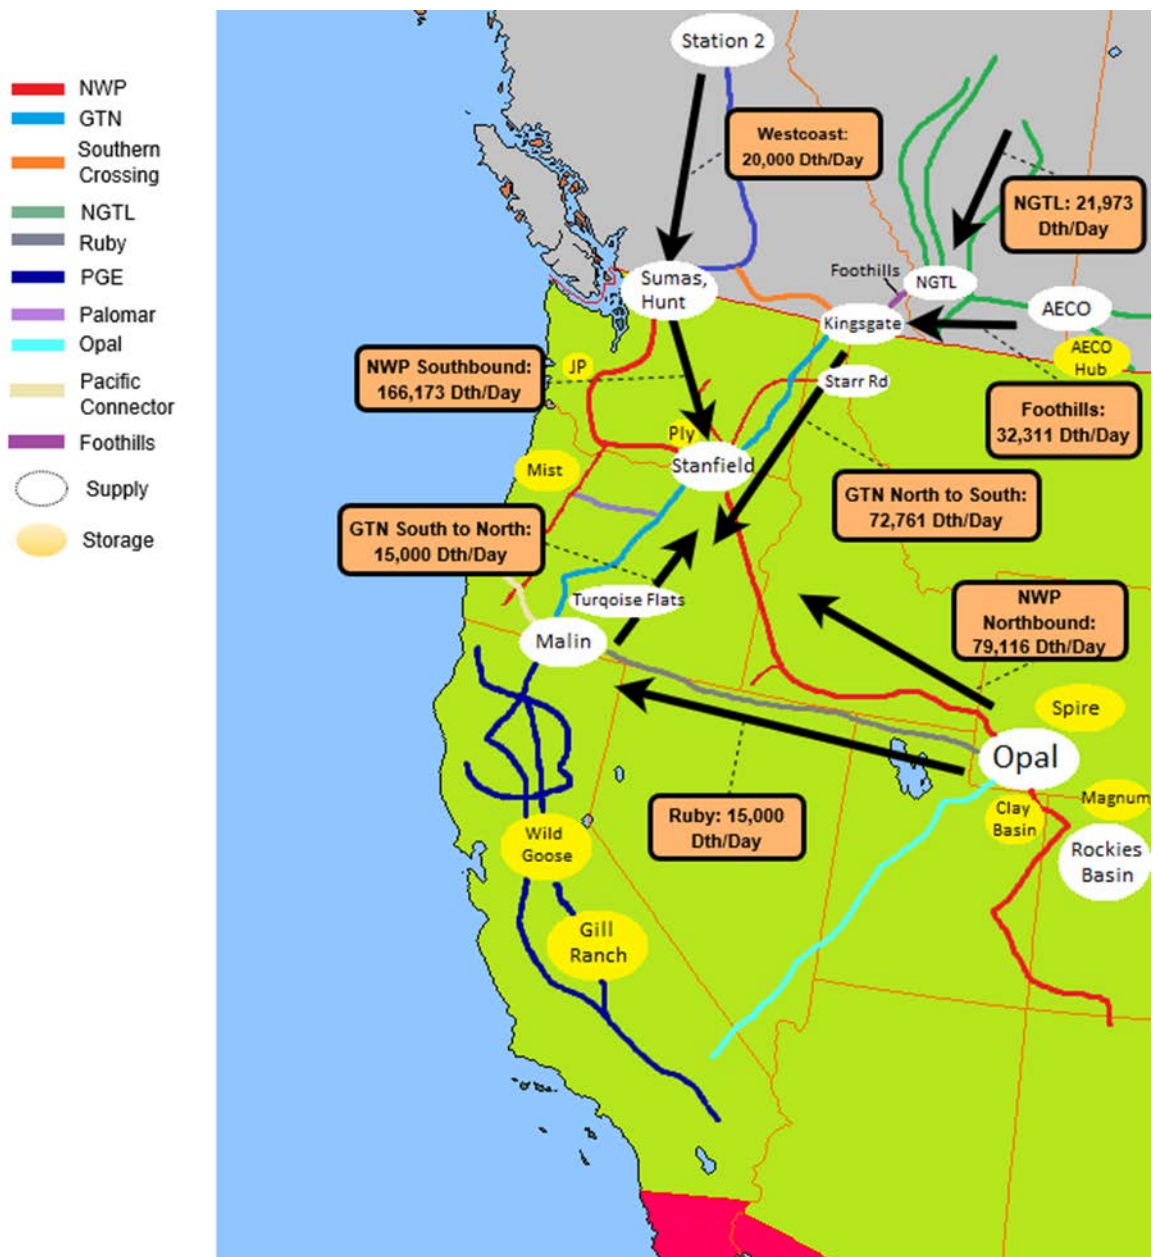 NWP
GTN
Southern
Crossing
NGTL
Ruby
PGE
Palomar
Opal
Pacific
Connector
Foothills
Supply
Storage
Station 2
Westcoast:
20,000 Dth/Day
NGTL: 21,973
Dth/Day
Sumas,
Hunt
Foothills
NGTL
AECO
Kingsgate
AECO
Hub
NWP Southbound:
166,173 Dth/Day
JP
Starr Rd
Foothills:
32,311 Dth/Day
Ply
Stanfield
Mist
GTN North to South:
72,761 Dth/Day
GTN South to North:
15,000 Dth/Day
Turqoise Flats
NWP
Northbound:
79,116 Dth/Day
Malin
Spire
Opal
Clay
Basin
Magnum
Ruby: 15,000
Dth/Day
Wild
Goose
Rockies
Basin
Gill
Ranch